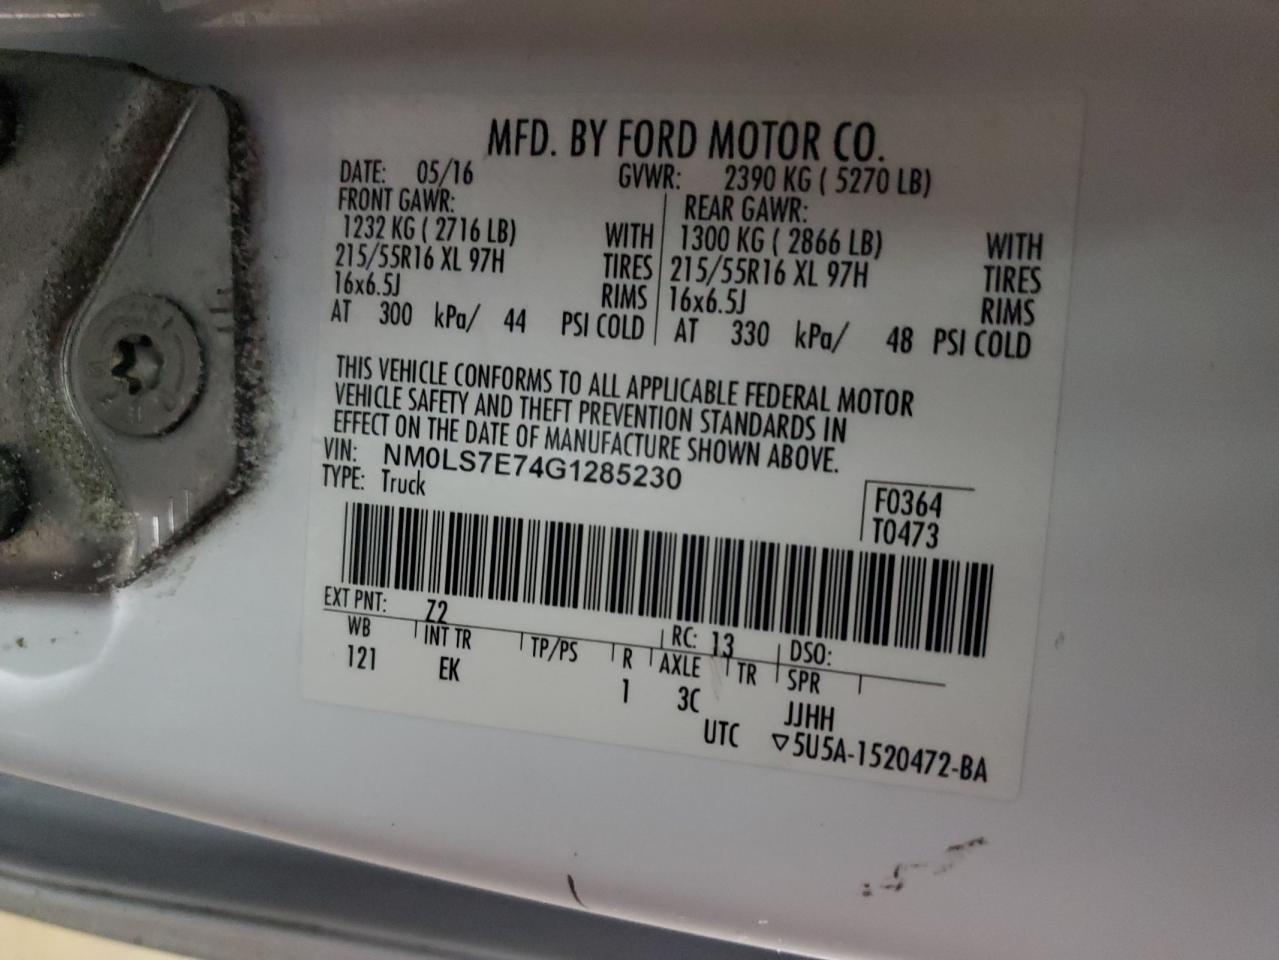 MFD. BY FORD MOTOR CO.
DATE: 05/16 GVWR: 2390 KG ( 5270 LB)
FRONT GAWR: REAR GAWR:
1232 KG ( 2716 LB) WITH 1300 KG ( 2866 LB) WITH
215/55R16 XL 97H TIRES 215/55R16 XL 97H TIRES
16x6.5J RIMS 16x6.5J RIMS
AT 300 kPa/ 44 PSI COLD AT 330 kPa/ 48 PSI COLD
THIS VEHICLE CONFORMS TO ALL APPLICABLE FEDERAL MOTOR
VEHICLE SAFETY AND THEFT PREVENTION STANDARDS IN
EFFECT ON THE DATE OF MANUFACTURE SHOWN ABOVE.
VIN: NM0LS7E74G1285230
TYPE: Truck
F0364
T0473
EXT PNT: Z2 RC: 13 DSO:
WB INT TR TP/PS R AXLE TR SPR
121 EK 1 3C JJHH
UTC ▽5U5A-1520472-BA